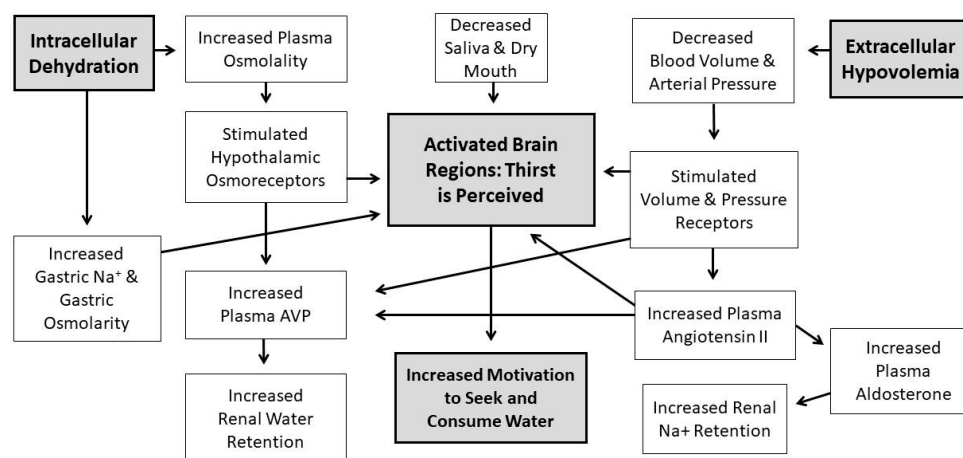 Intracellular
Dehydration
Increased Plasma
Osmolality
Decreased
Saliva & Dry
Mouth
Decreased
Blood Volume &
Arterial Pressure
Extracellular
Hypovolemia
Stimulated
Hypothalamic
Osmoreceptors
Activated Brain
Regions: Thirst
is Perceived
Stimulated
Volume & Pressure
Receptors
Increased
Gastric Na⁺ &
Gastric
Osmolarity
Increased
Plasma AVP
Increased Plasma
Angiotensin II
Increased
Plasma
Aldosterone
Increased
Renal Water
Retention
Increased Motivation
to Seek and
Consume Water
Increased Renal
Na+ Retention